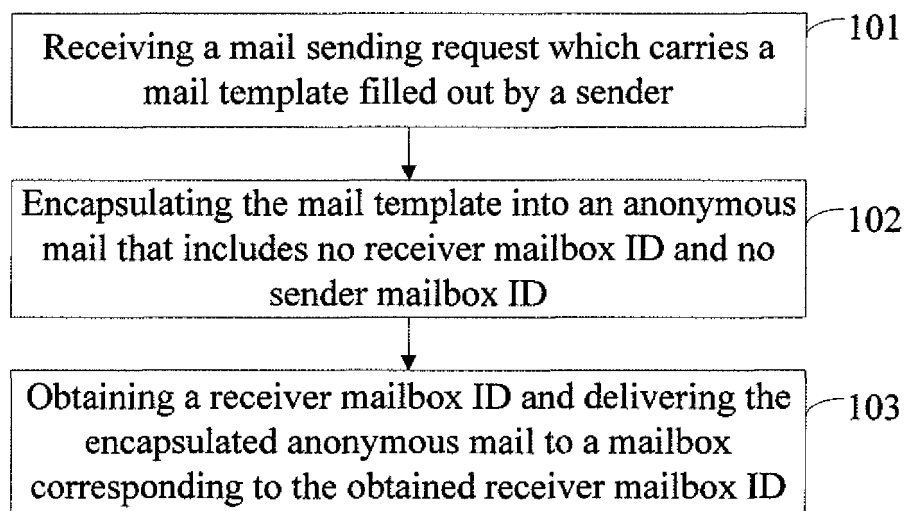 Receiving a mail sending request which carries a
mail template filled out by a sender
101
Encapsulating the mail template into an anonymous
mail that includes no receiver mailbox ID and no
sender mailbox ID
102
Obtaining a receiver mailbox ID and delivering the
encapsulated anonymous mail to a mailbox
corresponding to the obtained receiver mailbox ID
103